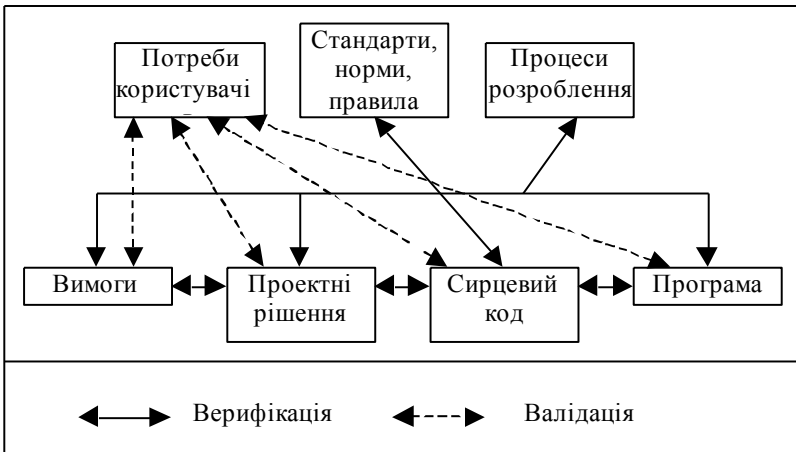 Потреби
користувачі
Стандарти,
норми,
правила
Процеси
розроблення
Вимоги
Проектні
рішення
Сирцевий
код
Програма
Верифікація
Валідація